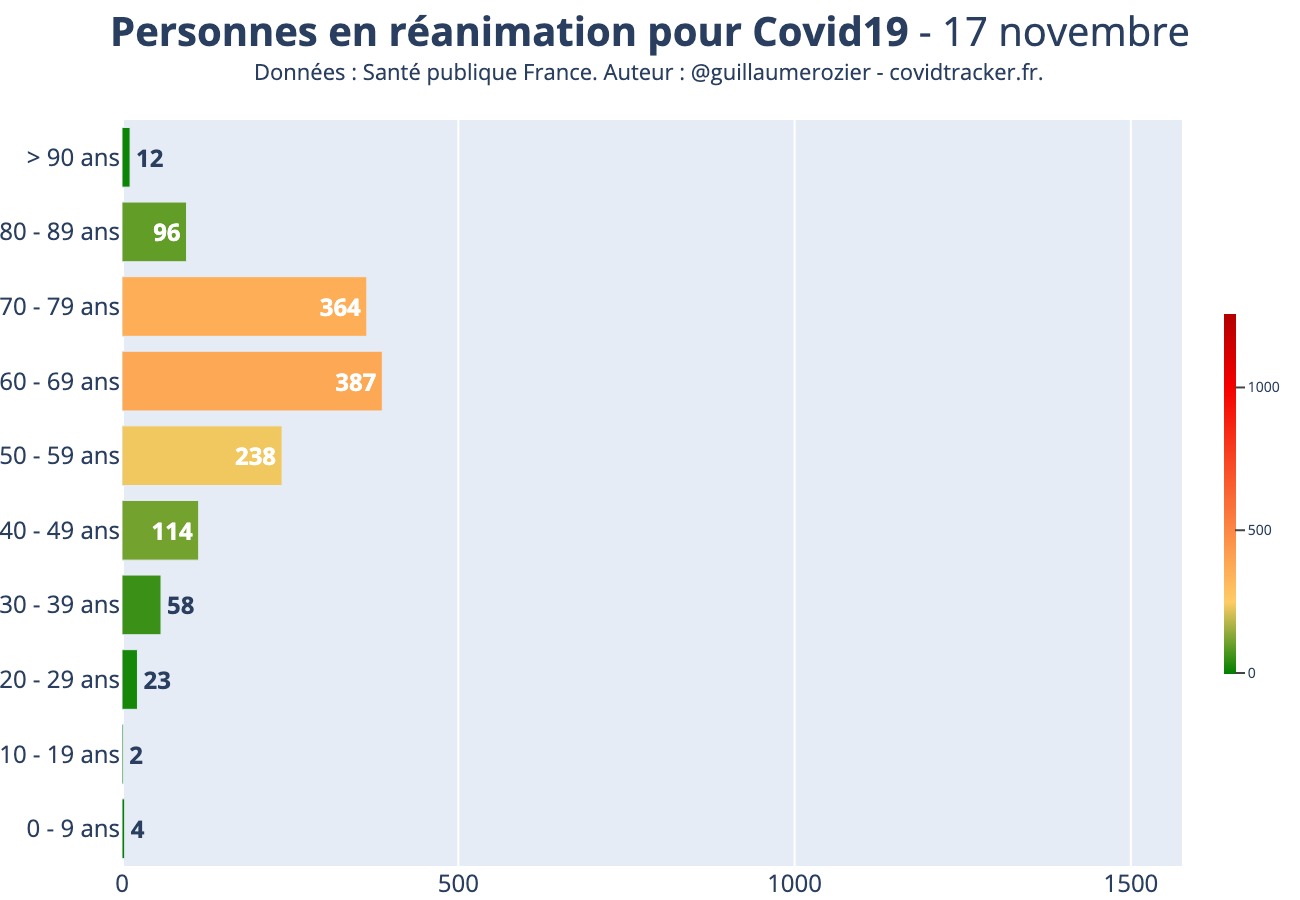 Personnes en réanimation pour Covid19 - 17 novembre
Données : Santé publique France. Auteur : @guillaumerozier - covidtracker.fr.
> 90 ans 12
80 - 89 ans 96
70 - 79 ans 364
60 - 69 ans 387
50 - 59 ans 238
40 - 49 ans 114
30 - 39 ans 58
20 - 29 ans 23
10 - 19 ans 2
0 - 9 ans 4
0 500 1000 1500
1000
500
0